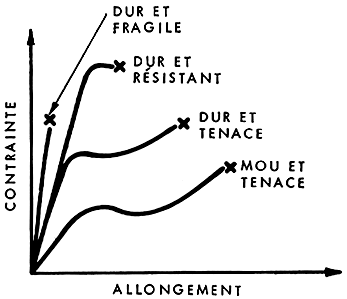 DUR ET
FRAGILE
DUR ET
RÉSISTANT
DUR ET
TENACE
MOU ET
TENACE
CONTRAINTE
ALLONGEMENT